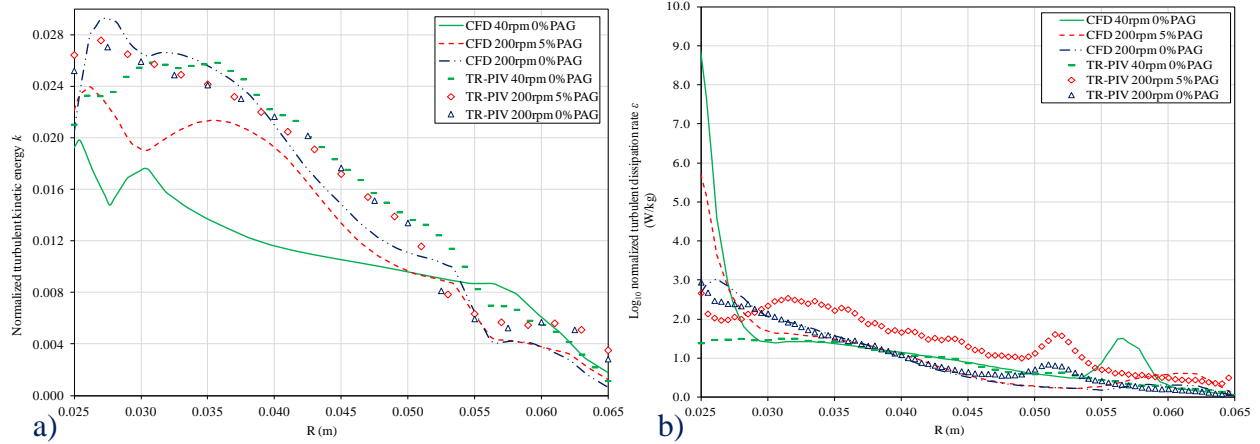 0.028
0.024
0.020
0.016
0.012
0.008
0.004
0.000
Normalized tturbulent kinetic energy k
CFD 40rpm 0%PAG
CFD 200rpm 5%PAG
CFD 200rpm 0%PAG
TR-PIV 40rpm 0%PAG
TR-PIV 200rpm 5%PAG
TR-PIV 200rpm 0%PAG
0.025 0.030 0.035 0.040 0.045 0.050 0.055 0.060 0.065
R (m)
a)
10.0
9.0
8.0
7.0
6.0
5.0
4.0
3.0
2.0
1.0
0.0
Log10 normalized turbulent dissipation rate ε
(W/kg)
CFD 40rpm 0%PAG
CFD 200rpm 5%PAG
CFD 200rpm 0%PAG
TR-PIV 40rpm 0%PAG
TR-PIV 200rpm 5%PAG
TR-PIV 200rpm 0%PAG
0.025 0.030 0.035 0.040 0.045 0.050 0.055 0.060 0.065
R (m)
b)